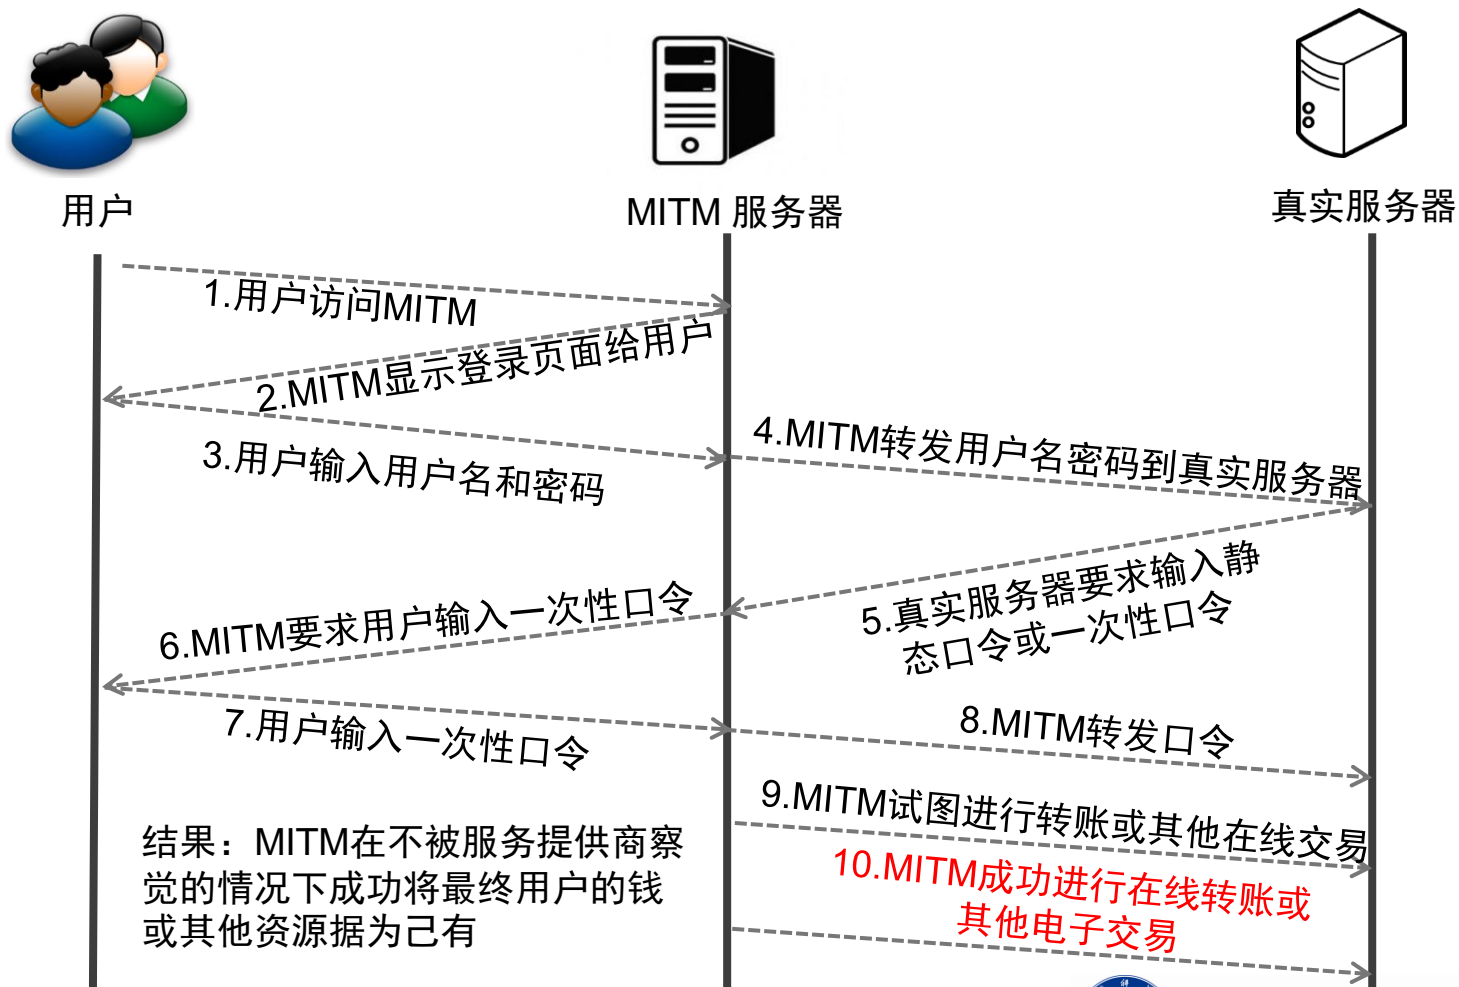 用户
MITM 服务器
真实服务器
1.用户访问MITM
2.MITM显示登录页面给用户
3.用户输入用户名和密码
4.MITM转发用户名密码到真实服务器
5.真实服务器要求输入静
态口令或一次性口令
6.MITM要求用户输入一次性口令
7.用户输入一次性口令
8.MITM转发口令
9.MITM试图进行转账或其他在线交易
10.MITM成功进行在线转账或
其他电子交易
结果：MITM在不被服务提供商察
觉的情况下成功将最终用户的钱
或其他资源据为己有